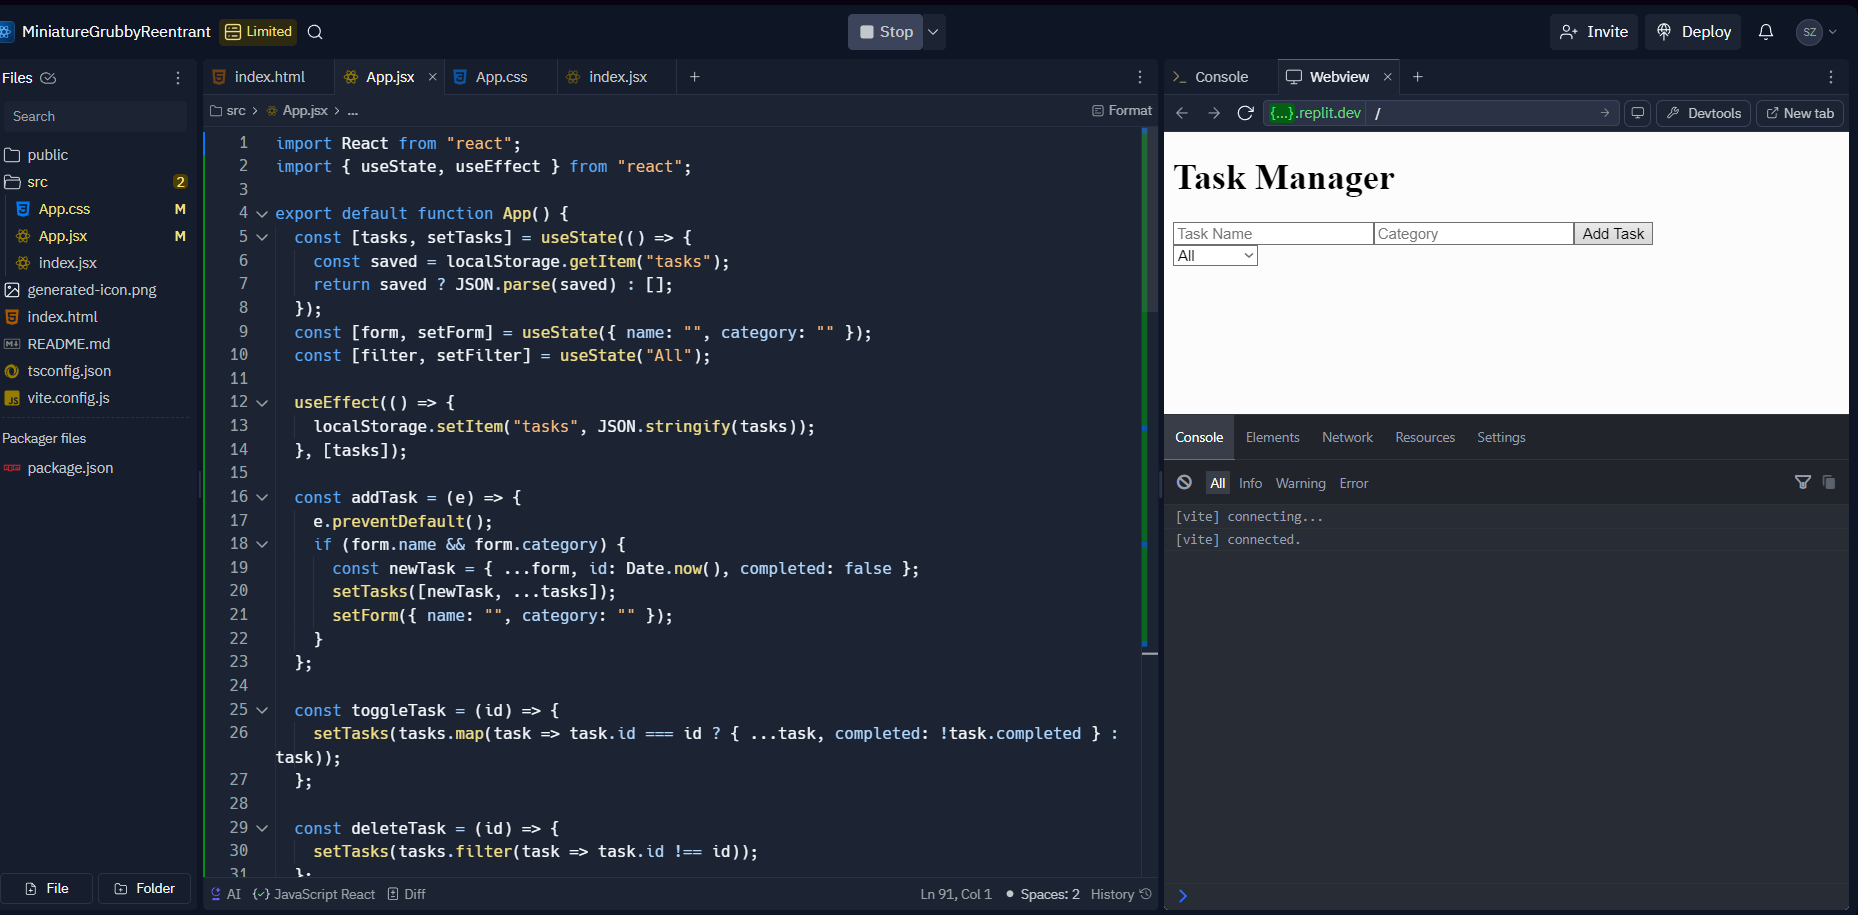 MiniatureGrubbyReentrant
Limited
Stop
Invite
Deploy
SZ
Files
index.html
App.jsx
App.css
index.jsx
Console
Webview
Search
src
App.jsx
...
Format
{...}.replit.dev
/
Devtools
New tab
public
src
2
App.css
M
App.jsx
M
index.jsx
generated-icon.png
index.html
README.md
tsconfig.json
vite.config.js
Packager files
package.json
File
Folder
1 import React from "react";
2 import { useState, useEffect } from "react";
3
4 export default function App() {
5 const [tasks, setTasks] = useState(() => {
6 const saved = localStorage.getItem("tasks");
7 return saved ? JSON.parse(saved) : [];
8 });
9 const [form, setForm] = useState({ name: "", category: "" });
10 const [filter, setFilter] = useState("All");
11
12 useEffect(() => {
13 localStorage.setItem("tasks", JSON.stringify(tasks));
14 }, [tasks]);
15
16 const addTask = (e) => {
17 e.preventDefault();
18 if (form.name && form.category) {
19 const newTask = { ...form, id: Date.now(), completed: false };
20 setTasks([newTask, ...tasks]);
21 setForm({ name: "", category: "" });
22 }
23 };
24
25 const toggleTask = (id) => {
26 setTasks(tasks.map(task => task.id === id ? { ...task, completed: !task.completed } :
task));
27 };
28
29 const deleteTask = (id) => {
30 setTasks(tasks.filter(task => task.id !== id));
31 };
AI
JavaScript React
Diff
Ln 91, Col 1
Spaces: 2
History
Task Manager
Task Name
Category
Add Task
All
Console
Elements
Network
Resources
Settings
All
Info
Warning
Error
[vite] connecting...
[vite] connected.